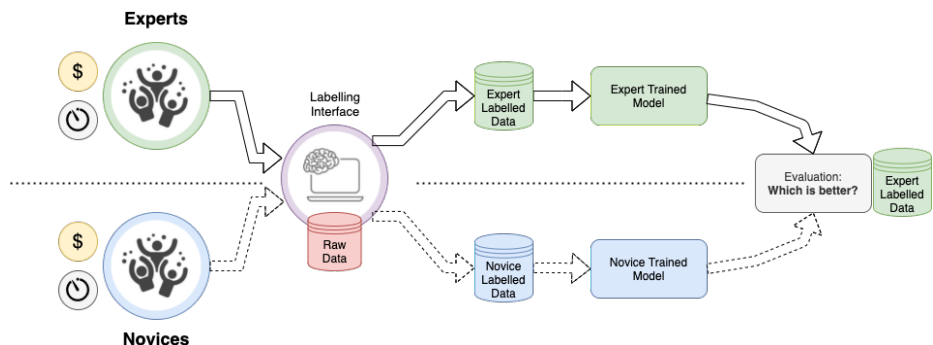 Experts
$
Labelling
Interface
Expert
Labelled
Data
Expert Trained
Model
Evaluation:
Which is better?
Expert
Labelled
Data
Raw
Data
$
Novice
Labelled
Data
Novice Trained
Model
Novices